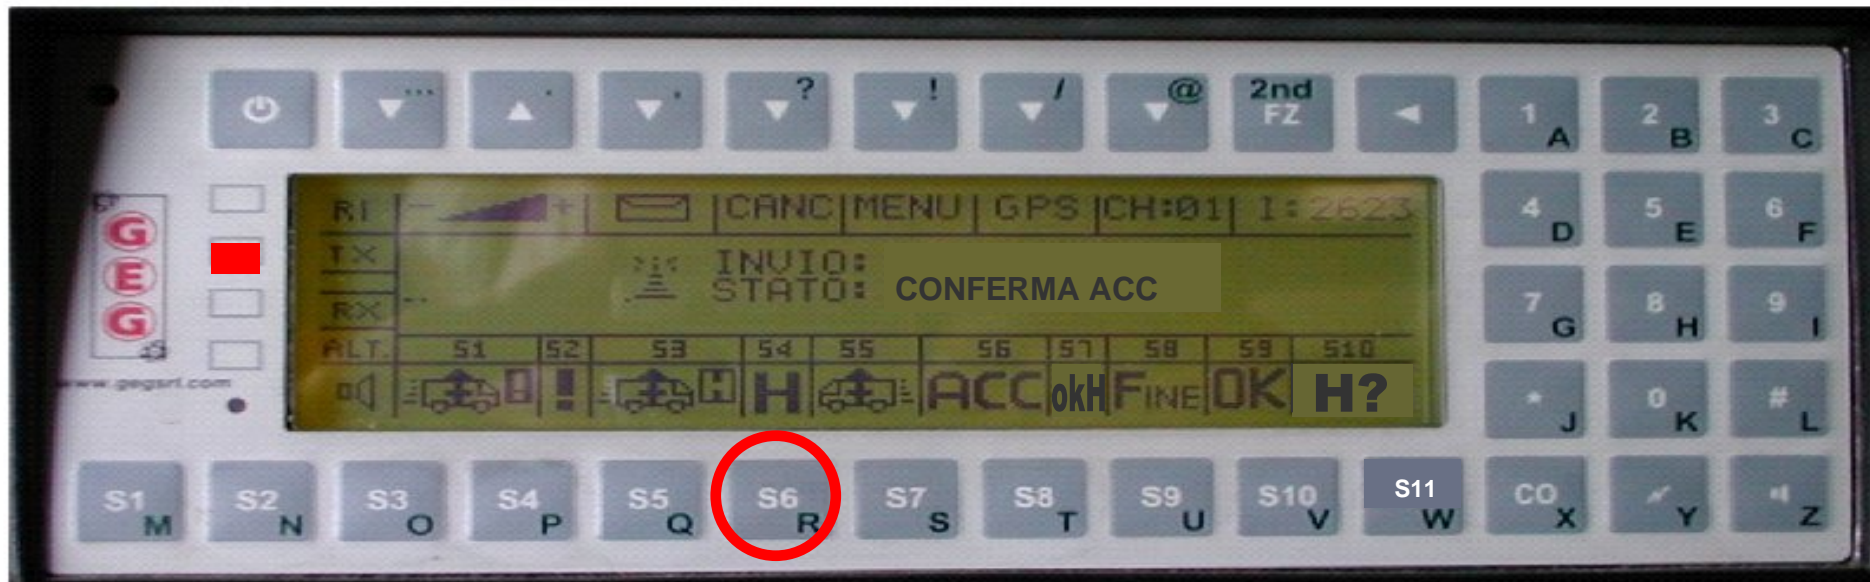 ... . , ? ! / @ 2nd FZ 1 A 2 B 3 C
RI - + CANC MENU GPS CH:01 I:2623 4 D 5 E 6 F
GEG
TX INVIO:
STATO: CONFERMA ACC
RX 7 G 8 H 9 I
ALT. S1 S2 S3 S4 S5 S6 S7 S8 S9 S10
www.gegsrl.com
H ! H H ACC okH FINE OK H? * J 0 K # L
S1 M S2 N S3 O S4 P S5 Q S6 R S7 S S8 T S9 U S10 V S11 W CO X Y Z